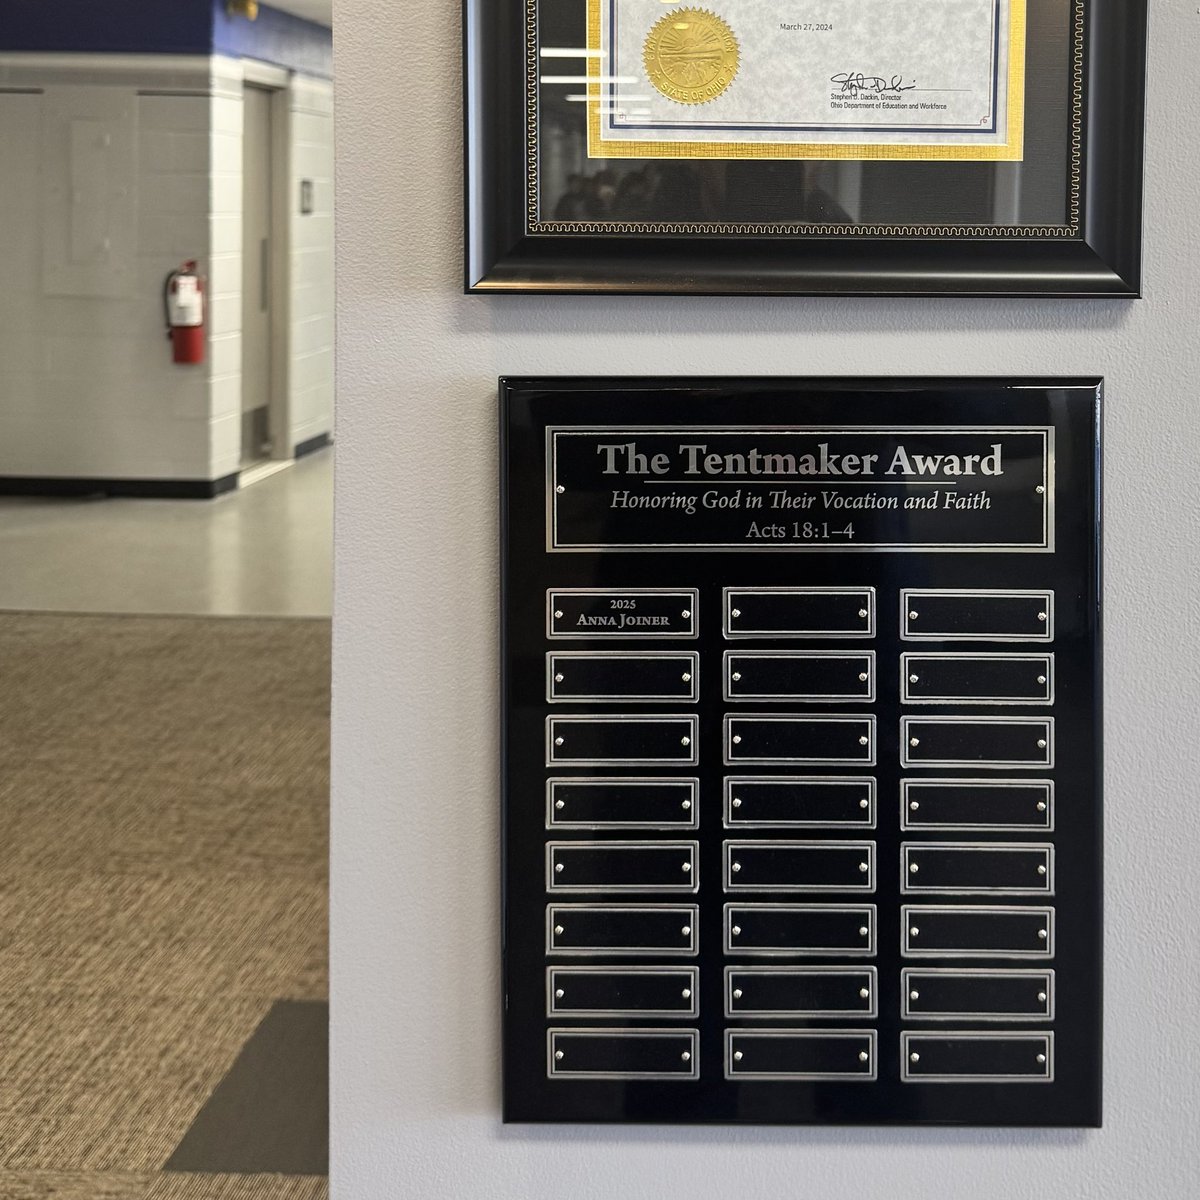 March 27, 2024
STATE OF OHIO
Stephen D. Dackin, Director
Ohio Department of Education and Workforce
The Tentmaker Award
Honoring God in Their Vocation and Faith
Acts 18:1–4
2025
ANNA JOINER